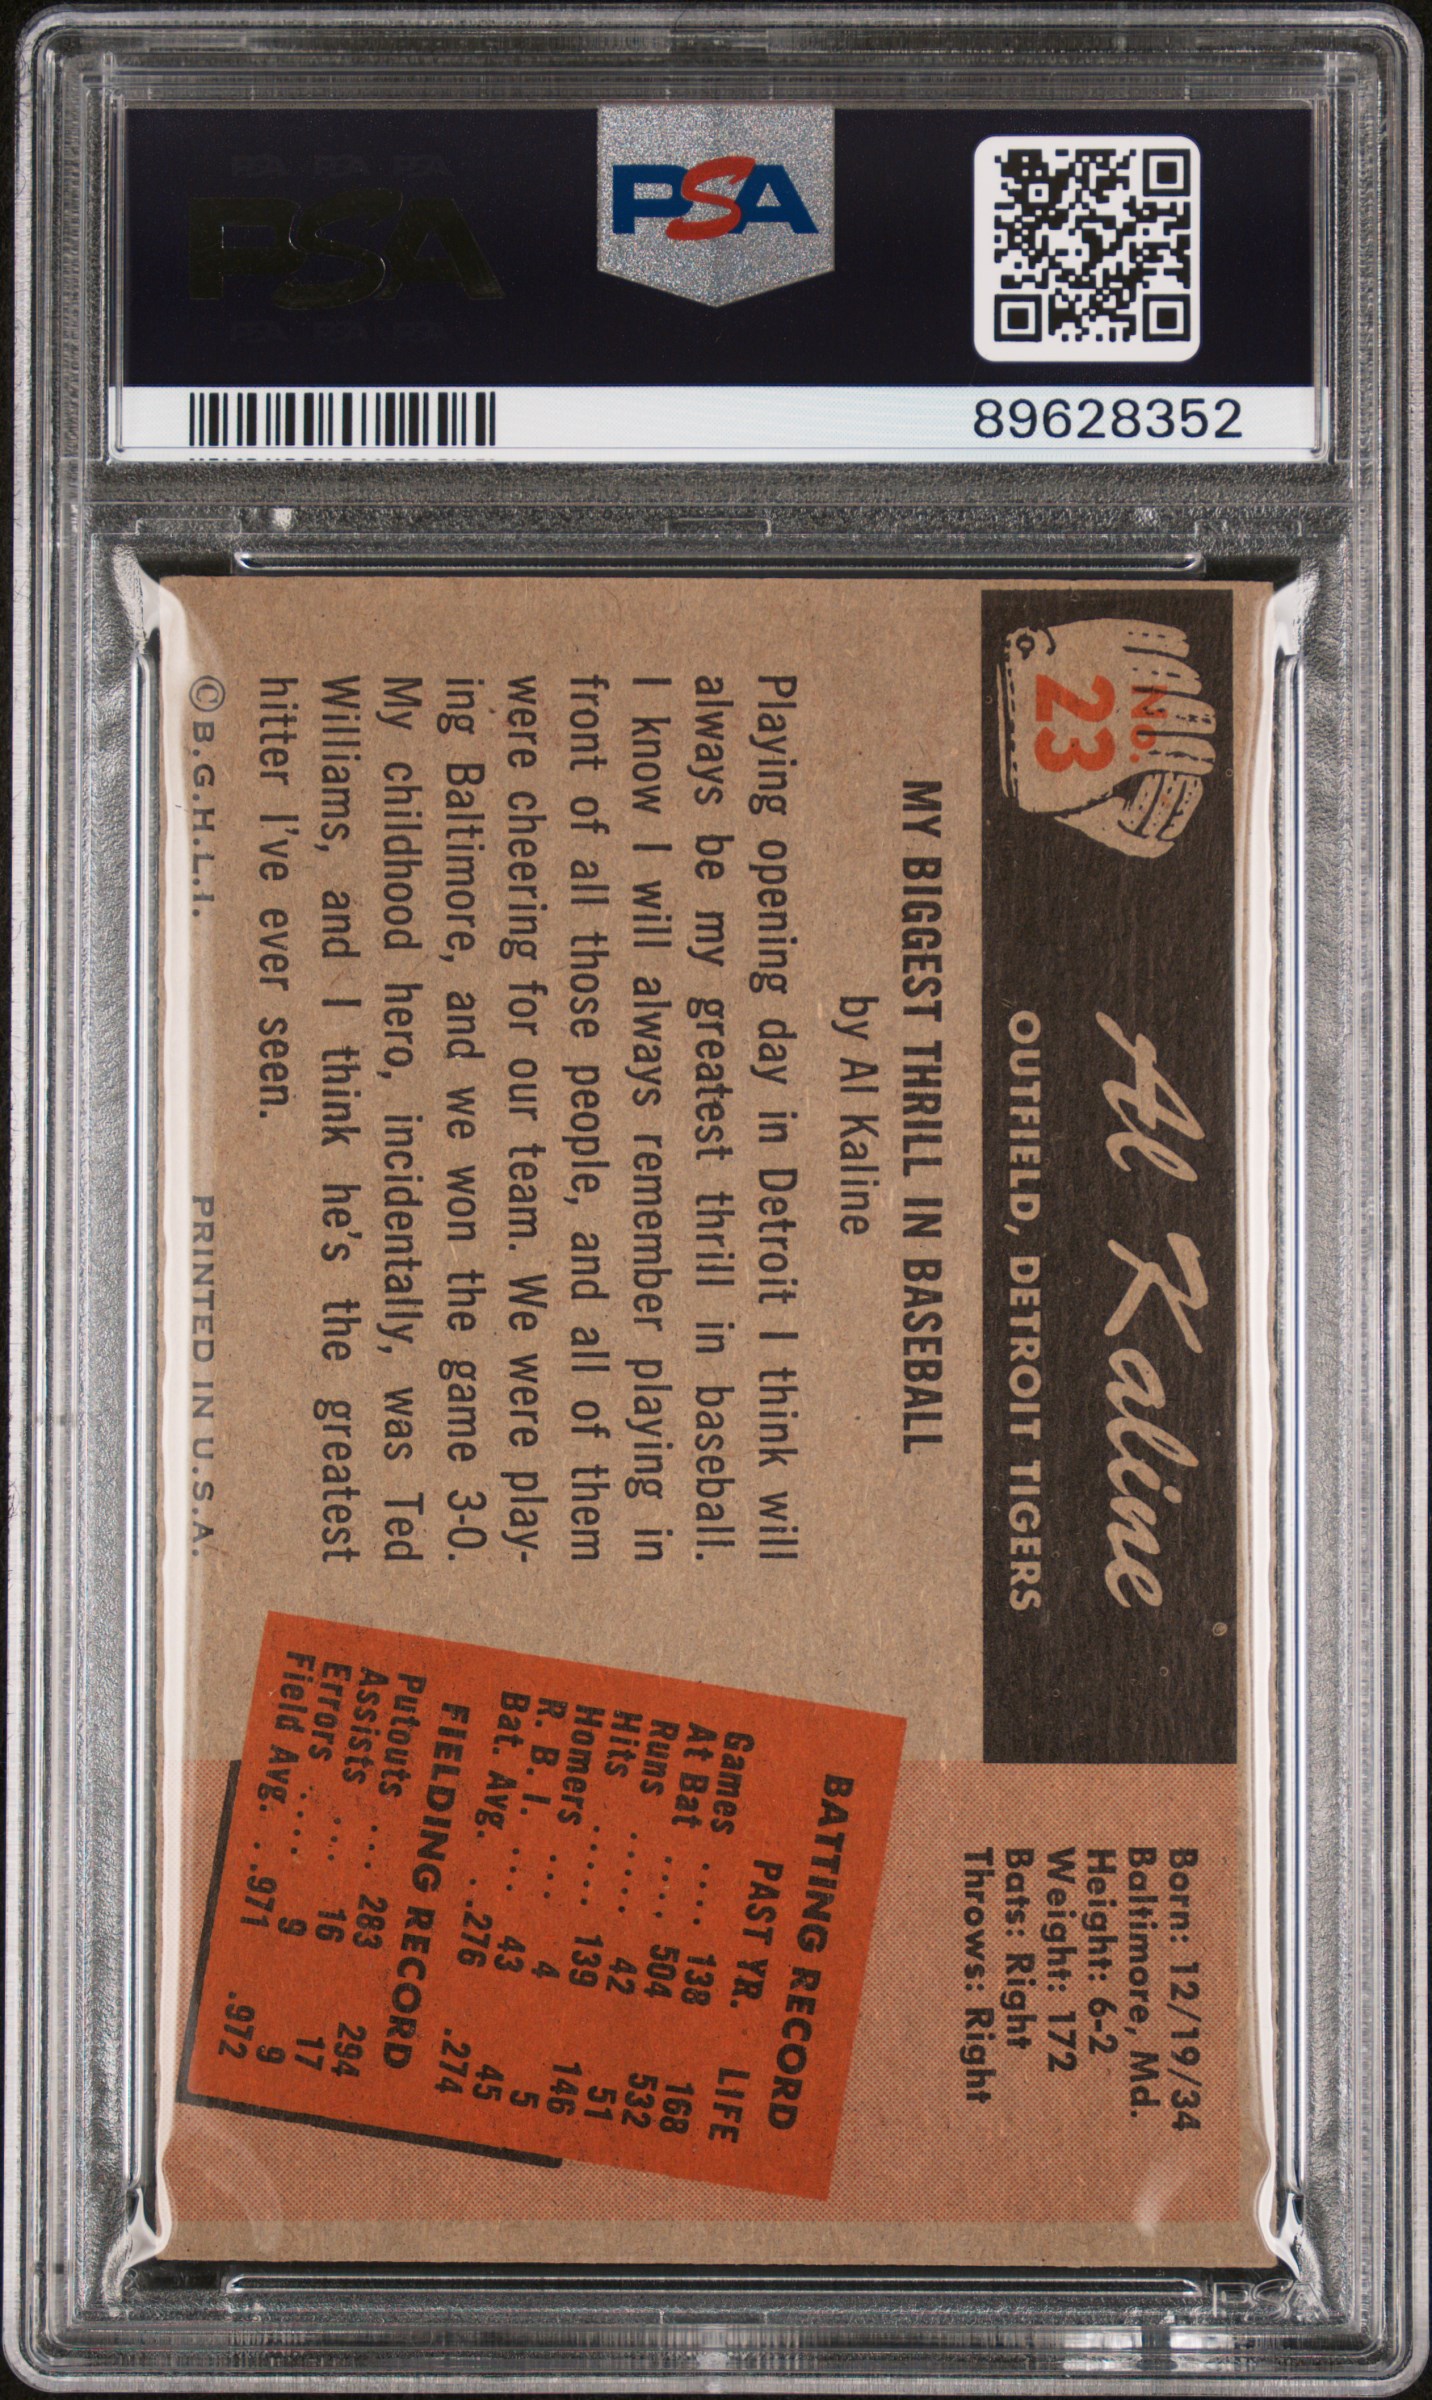 PSA
PSA
89628352
No.
23
Al Kaline
OUTFIELD, DETROIT TIGERS
Born: 12/19/34
Baltimore, Md.
Height: 6-2
Weight: 172
Bats: Right
Throws: Right
MY BIGGEST THRILL IN BASEBALL
by Al Kaline
Playing opening day in Detroit I think will
always be my greatest thrill in baseball.
I know I will always remember playing in
front of all those people, and all of them
were cheering for our team. We were play-
ing Baltimore, and we won the game 3-0.
My childhood hero, incidentally, was Ted
Williams, and I think he's the greatest
hitter I've ever seen.
© B.G.H.L.I. PRINTED IN U.S.A.
BATTING RECORD
PAST YR. LIFE
Games .... 138 168
At Bat .... 504 532
Runs ..... 42 51
Hits ..... 139 146
Homers ... 4 5
R. B. I. ... 43 45
Bat. Avg. . .276 .274
FIELDING RECORD
Putouts ... 283 294
Assists ... 16 17
Errors .... 9 9
Field Avg. . .971 .972
PSA